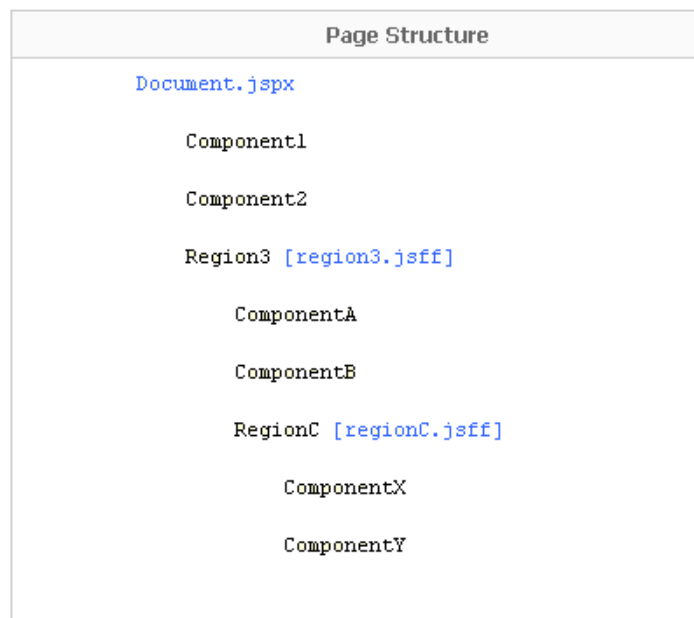 Page Structure
Document.jspx
Component1
Component2
Region3 [region3.jsff]
ComponentA
ComponentB
RegionC [regionC.jsff]
ComponentX
ComponentY